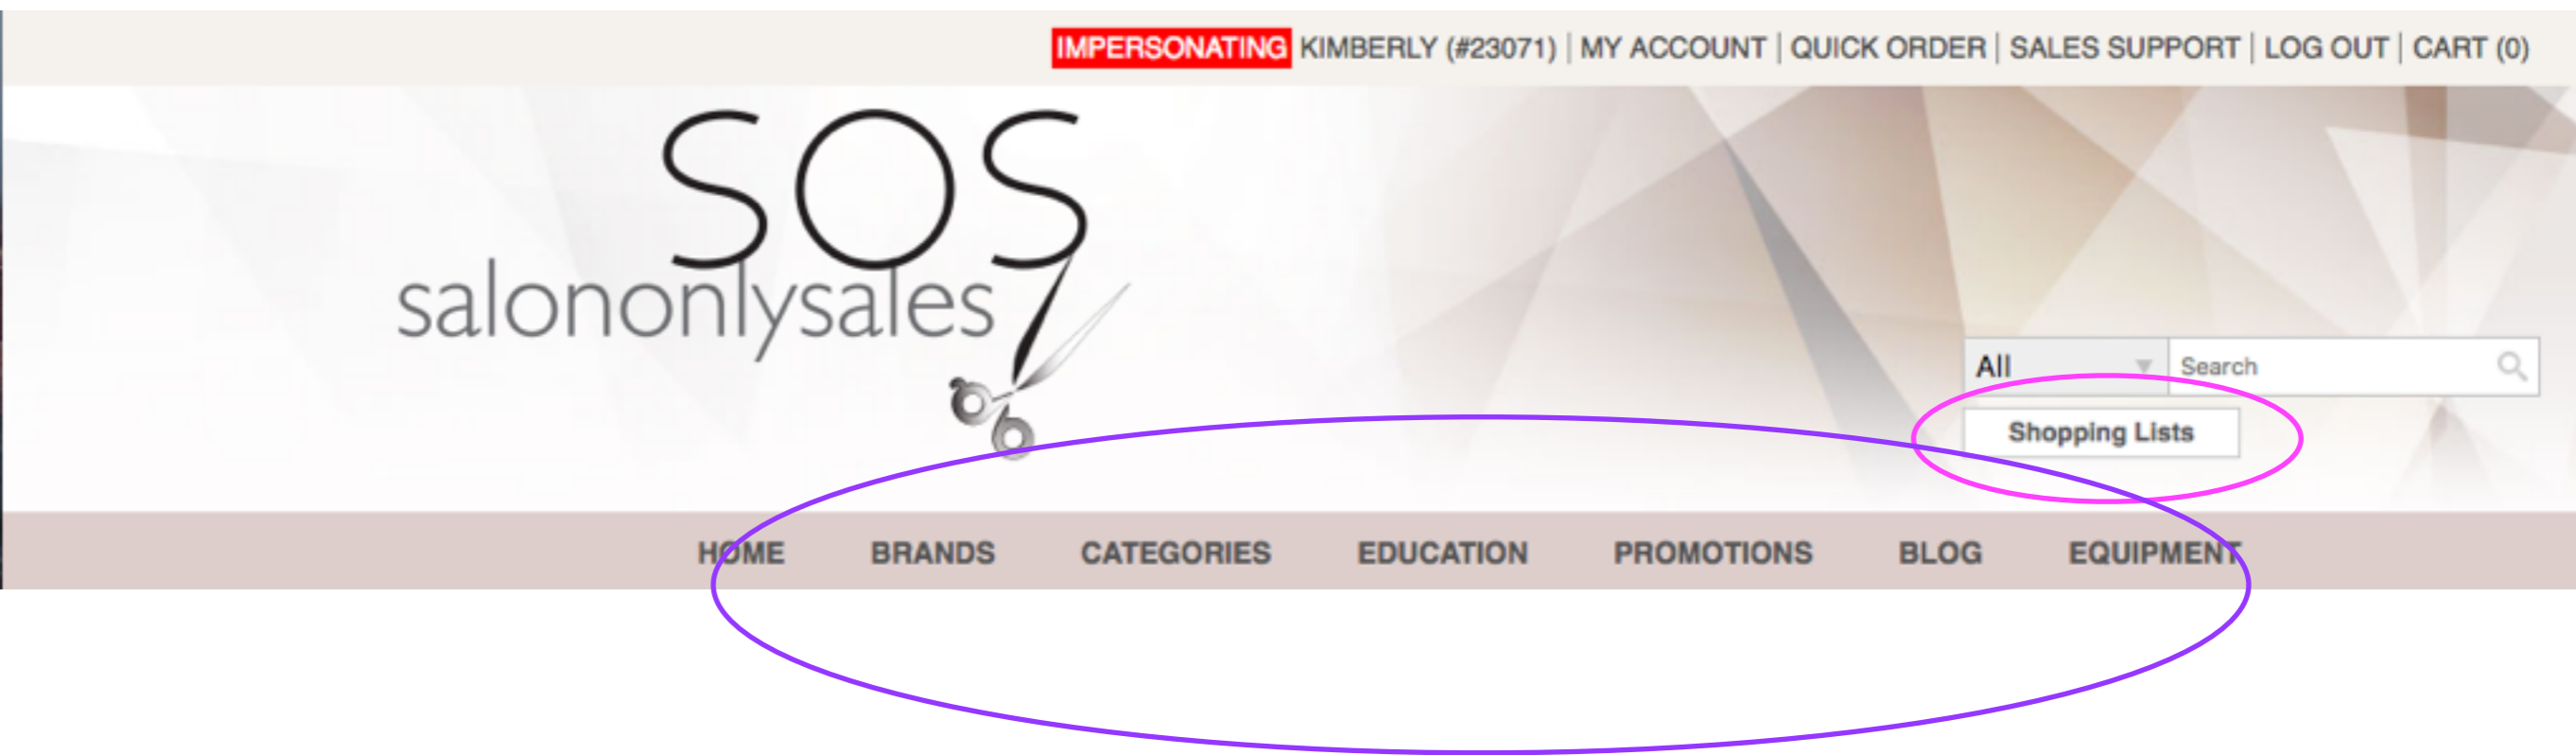 IMPERSONATING KIMBERLY (#23071) | MY ACCOUNT | QUICK ORDER | SALES SUPPORT | LOG OUT | CART (0)
SOS
salononlysales
All Search
Shopping Lists
HOME BRANDS CATEGORIES EDUCATION PROMOTIONS BLOG EQUIPMENT